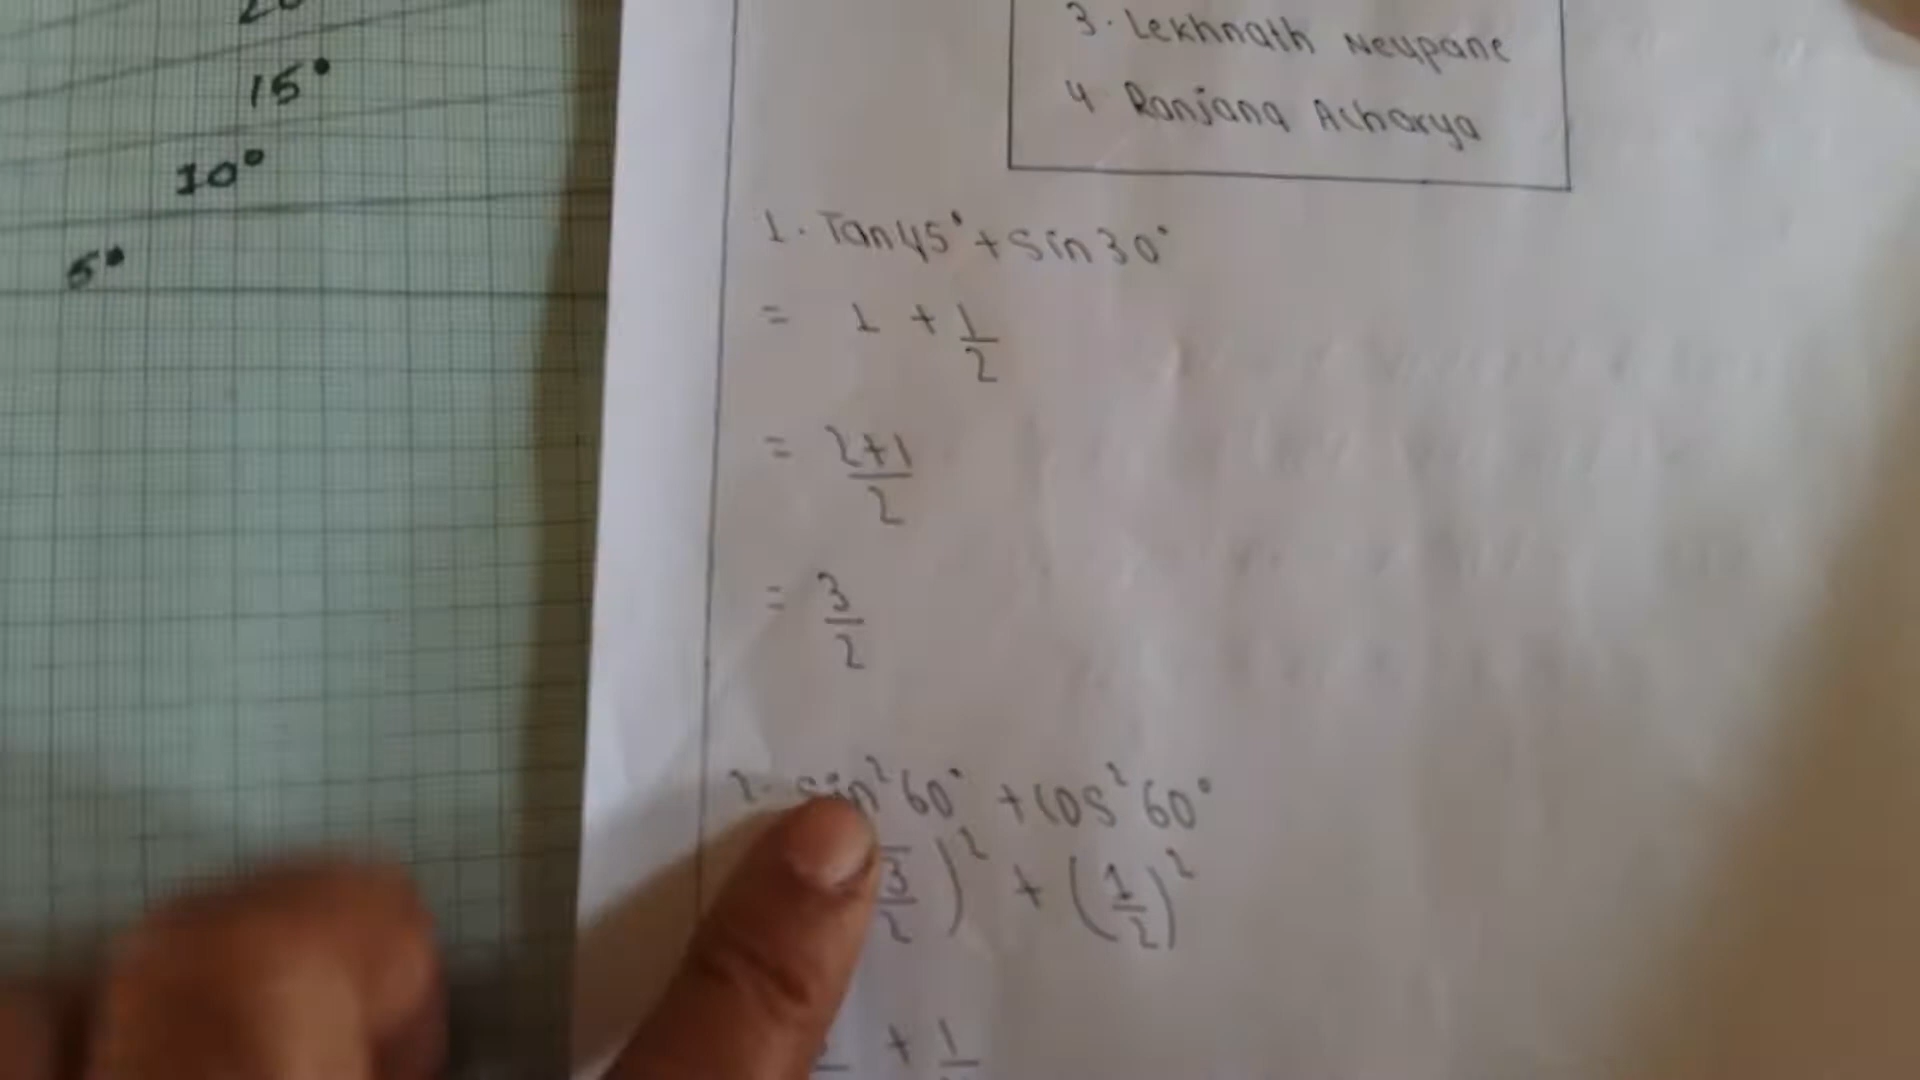 15°
10°
5°
3. Lekhnath Neupane
4 Ranjana Acharya
1. Tan45° + Sin30°
= 1 + 1/2
= 2+1/2
= 3/2
2. Sin²60° + cos²60°
3/2)² + (1/2)²
+ 1